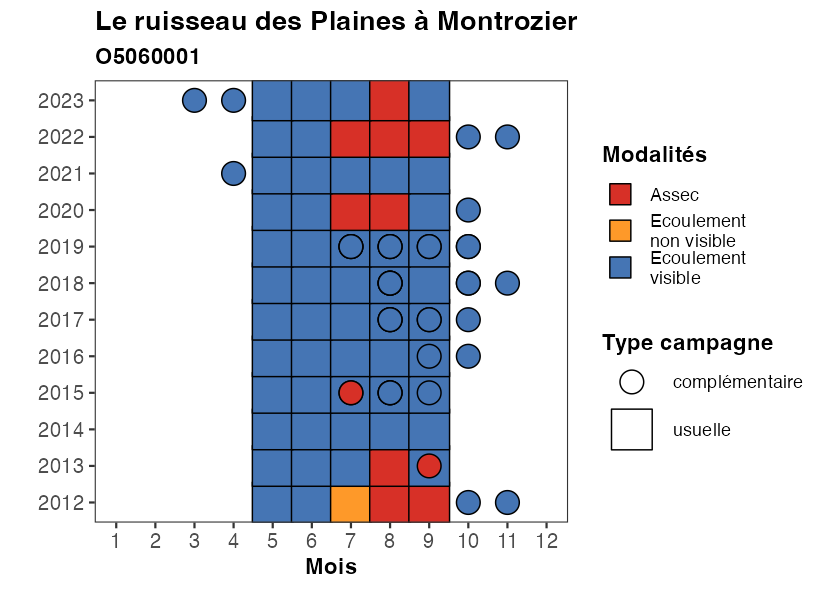 Le ruisseau des Plaines à Montrozier
O5060001
2023
2022
2021
2020
2019
2018
2017
2016
2015
2014
2013
2012
1 2 3 4 5 6 7 8 9 10 11 12
Mois
Modalités
Assec
Ecoulement
non visible
Ecoulement
visible
Type campagne
complémentaire
usuelle